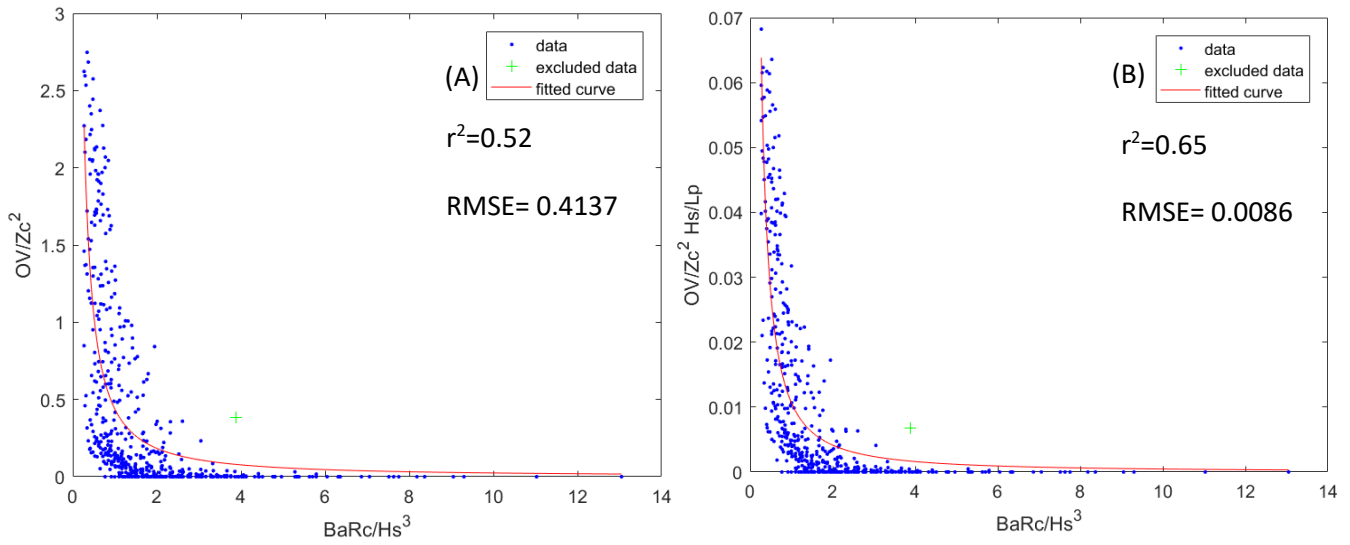 (A)
data
excluded data
fitted curve
r²=0.52
RMSE= 0.4137
3
2.5
2
1.5
1
0.5
0
OV/Zc²
0 2 4 6 8 10 12 14
BaRc/Hs³
(B)
data
excluded data
fitted curve
r²=0.65
RMSE= 0.0086
0.07
0.06
0.05
0.04
0.03
0.02
0.01
0
OV/Zc² Hs/Lp
0 2 4 6 8 10 12 14
BaRc/Hs³